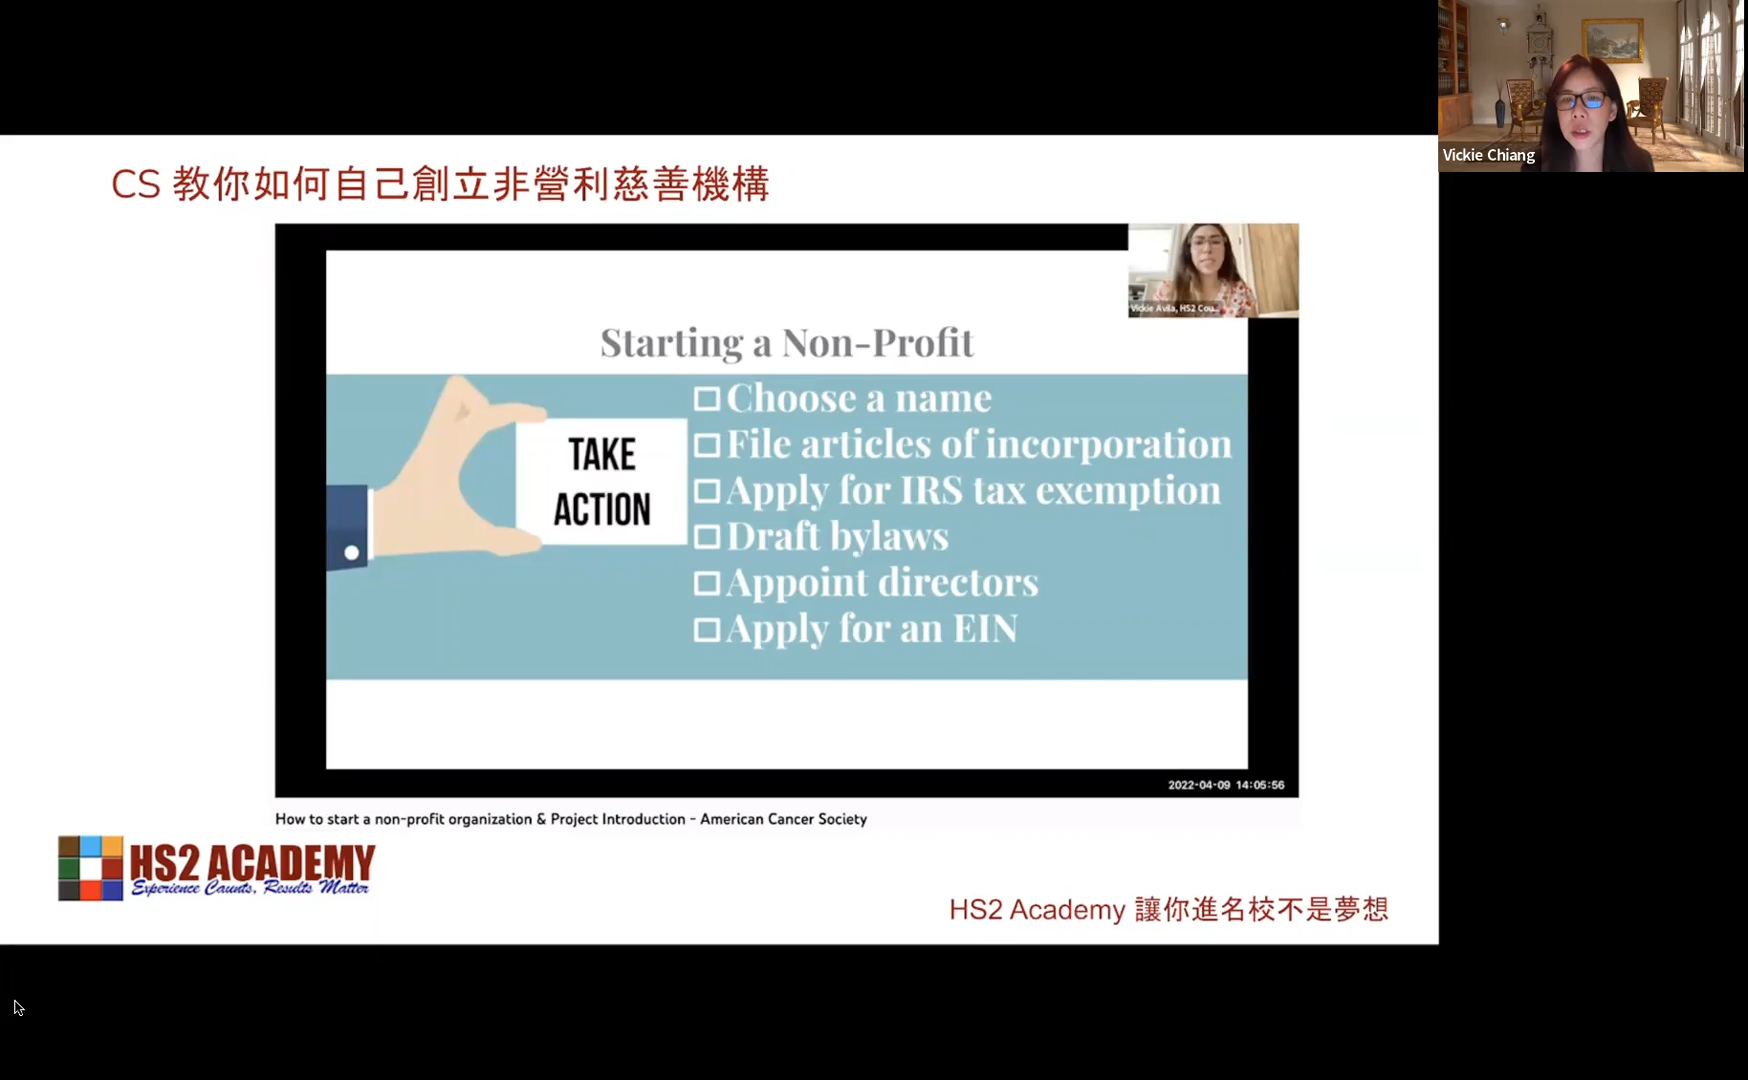 Vickie Chiang
CS 教你如何自己創立非營利慈善機構
Vickie Avila, HS2 Cou...
Starting a Non-Profit
TAKE
ACTION
Choose a name
File articles of incorporation
Apply for IRS tax exemption
Draft bylaws
Appoint directors
Apply for an EIN
2022-04-09 14:05:56
How to start a non-profit organization & Project Introduction - American Cancer Society
HS2 ACADEMY
Experience Counts, Results Matter
HS2 Academy 讓你進名校不是夢想